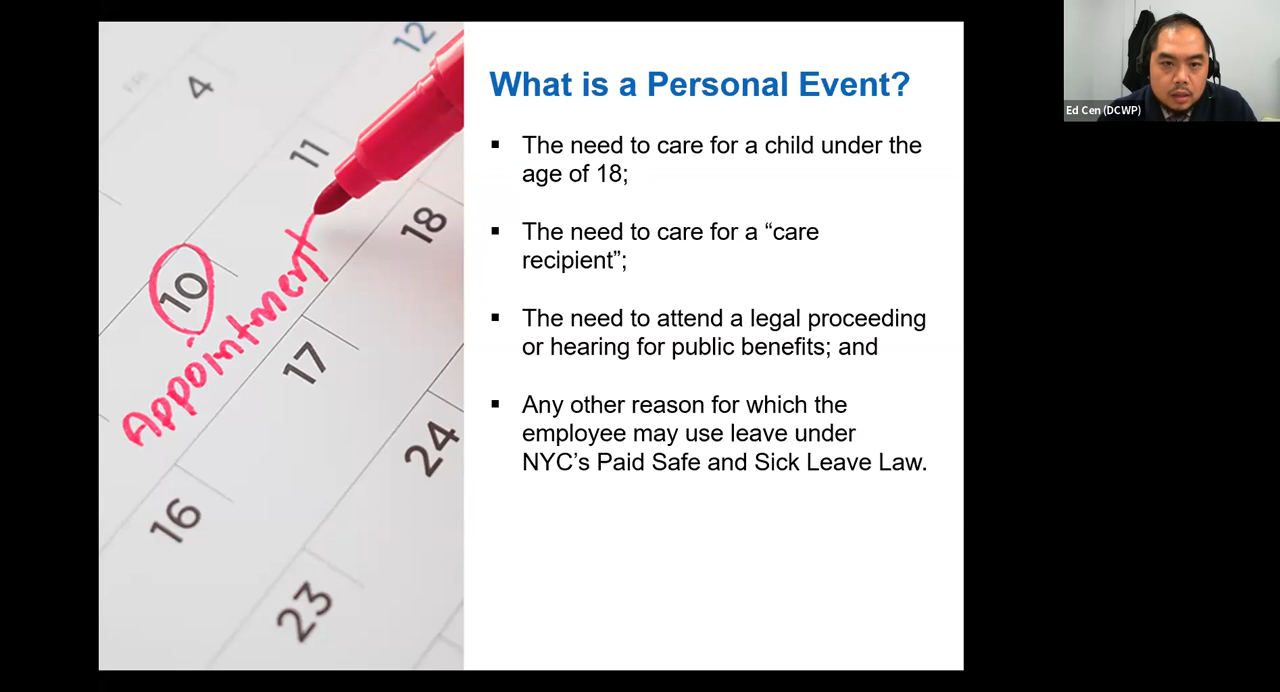 What is a Personal Event?
▪ The need to care for a child under the
age of 18;
▪ The need to care for a “care
recipient”;
▪ The need to attend a legal proceeding
or hearing for public benefits; and
▪ Any other reason for which the
employee may use leave under
NYC’s Paid Safe and Sick Leave Law.
4
12
11
18
10
Appointment
17
24
16
23
Ed Cen (DCWP)